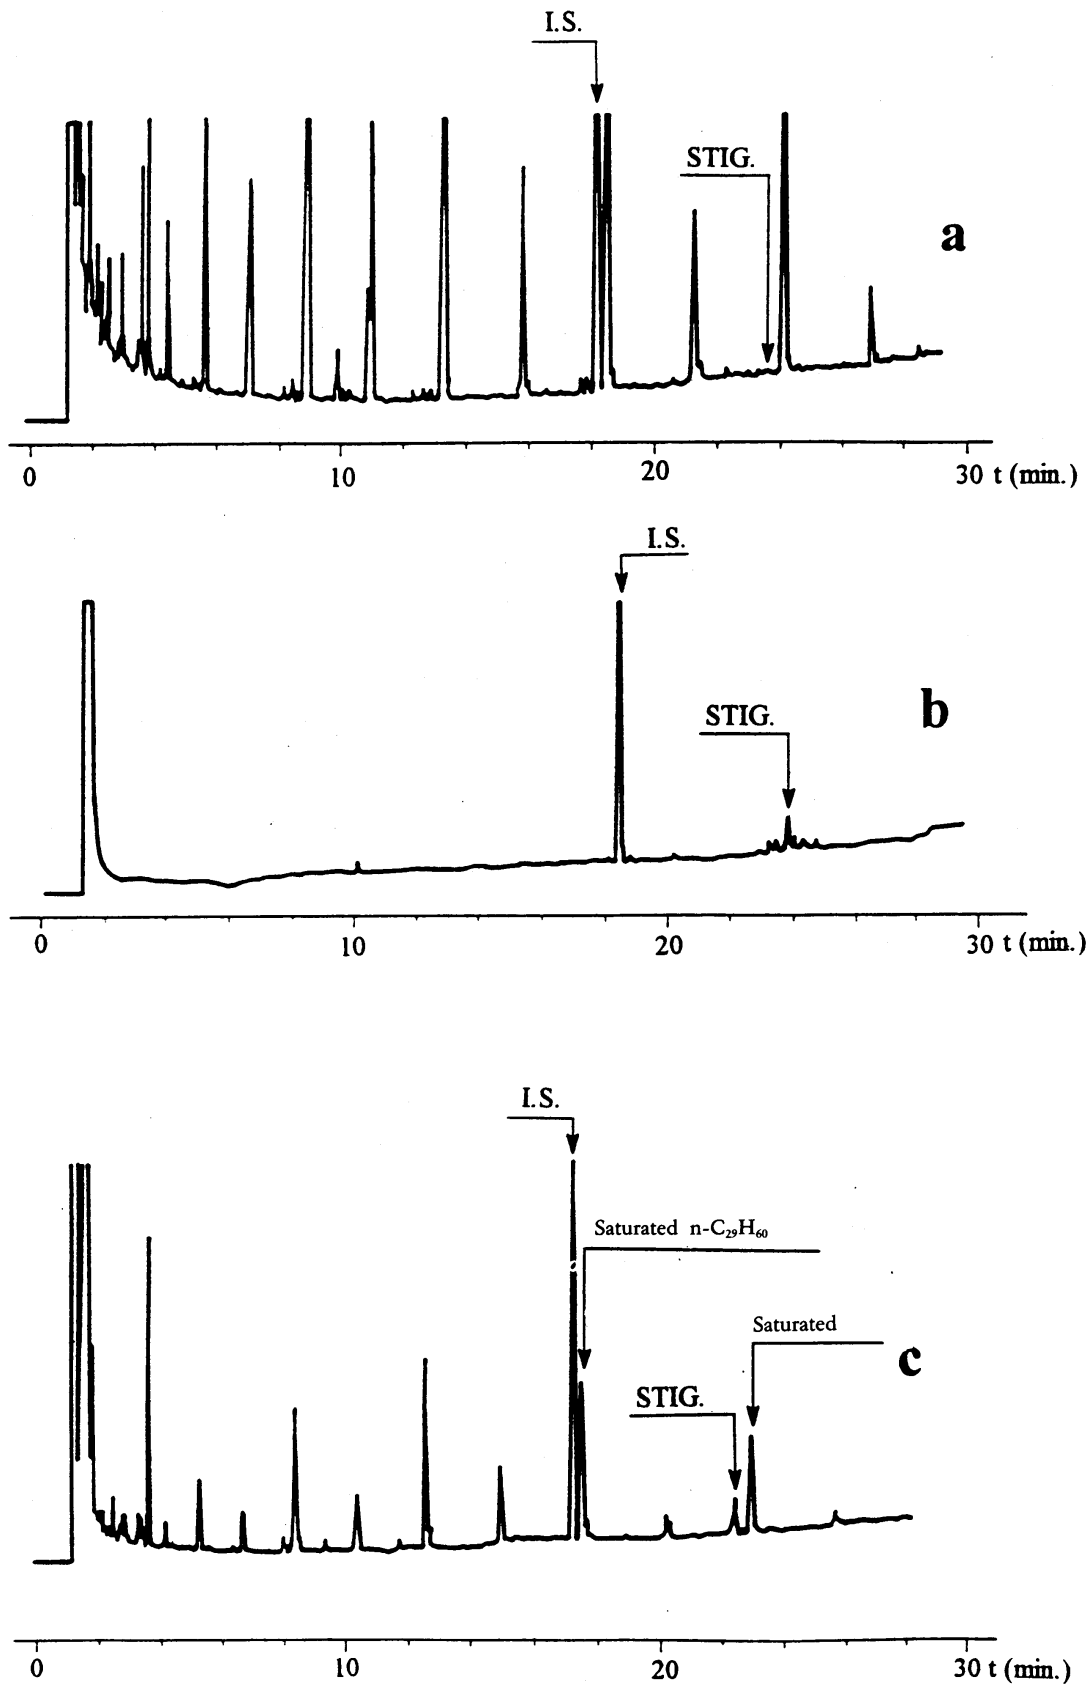 I.S.
STIG.
a
0 10 20 30 t (min.)
I.S.
STIG.
b
0 10 20 30 t (min.)
I.S.
Saturated n-C₂₉H₆₀
Saturated
STIG.
c
0 10 20 30 t (min.)